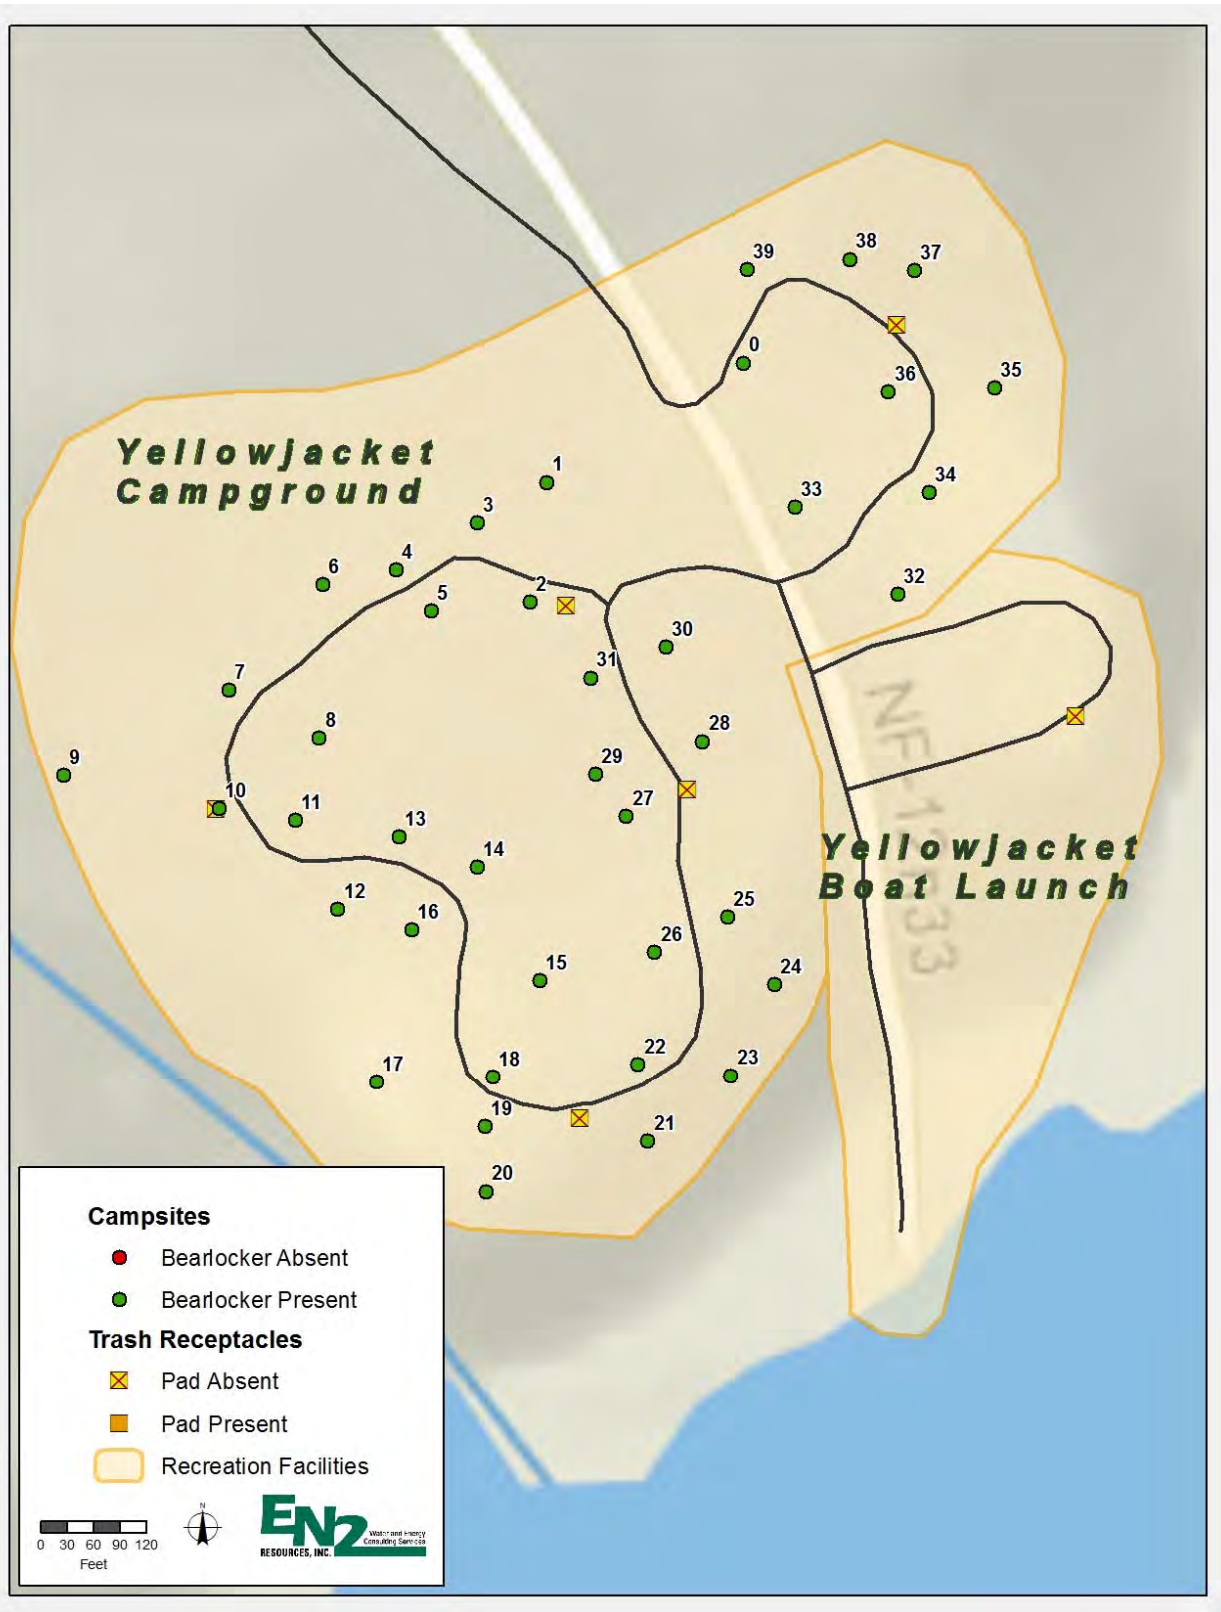 39
38
37
0
36
35
Yellowjacket
Campground
1
34
33
3
4
6
32
2
5
30
31
7
8
28
9
29
10
11
27
13
NF-12n33
Yellowjacket
Boat Launch
14
12
25
16
26
15
24
22
23
17
18
19
21
20
Campsites
Bearlocker Absent
Bearlocker Present
Trash Receptacles
Pad Absent
Pad Present
Recreation Facilities
N
EN2
RESOURCES, INC.
Water and Energy
Consulting Services
0 30 60 90 120
Feet